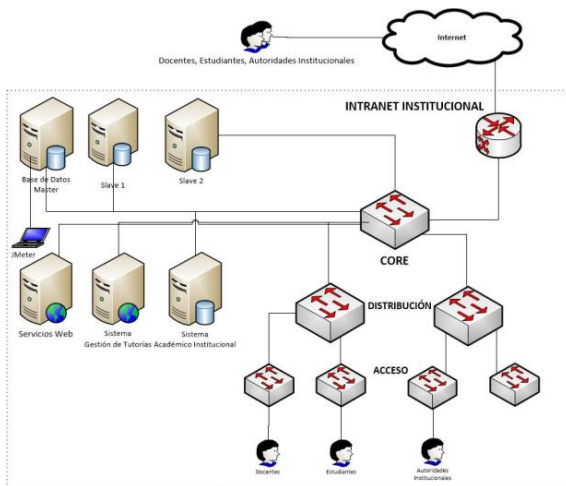 Internet
Docentes, Estudiantes, Autoridades Institucionales
INTRANET INSTITUCIONAL
Base de Datos
Master
Slave 1
Slave 2
JMeter
CORE
Servicios Web
Sistema
Gestión de Tutorías
Sistema
Académico Institucional
DISTRIBUCIÓN
ACCESO
Docentes
Estudiantes
Autoridades
Institucionales